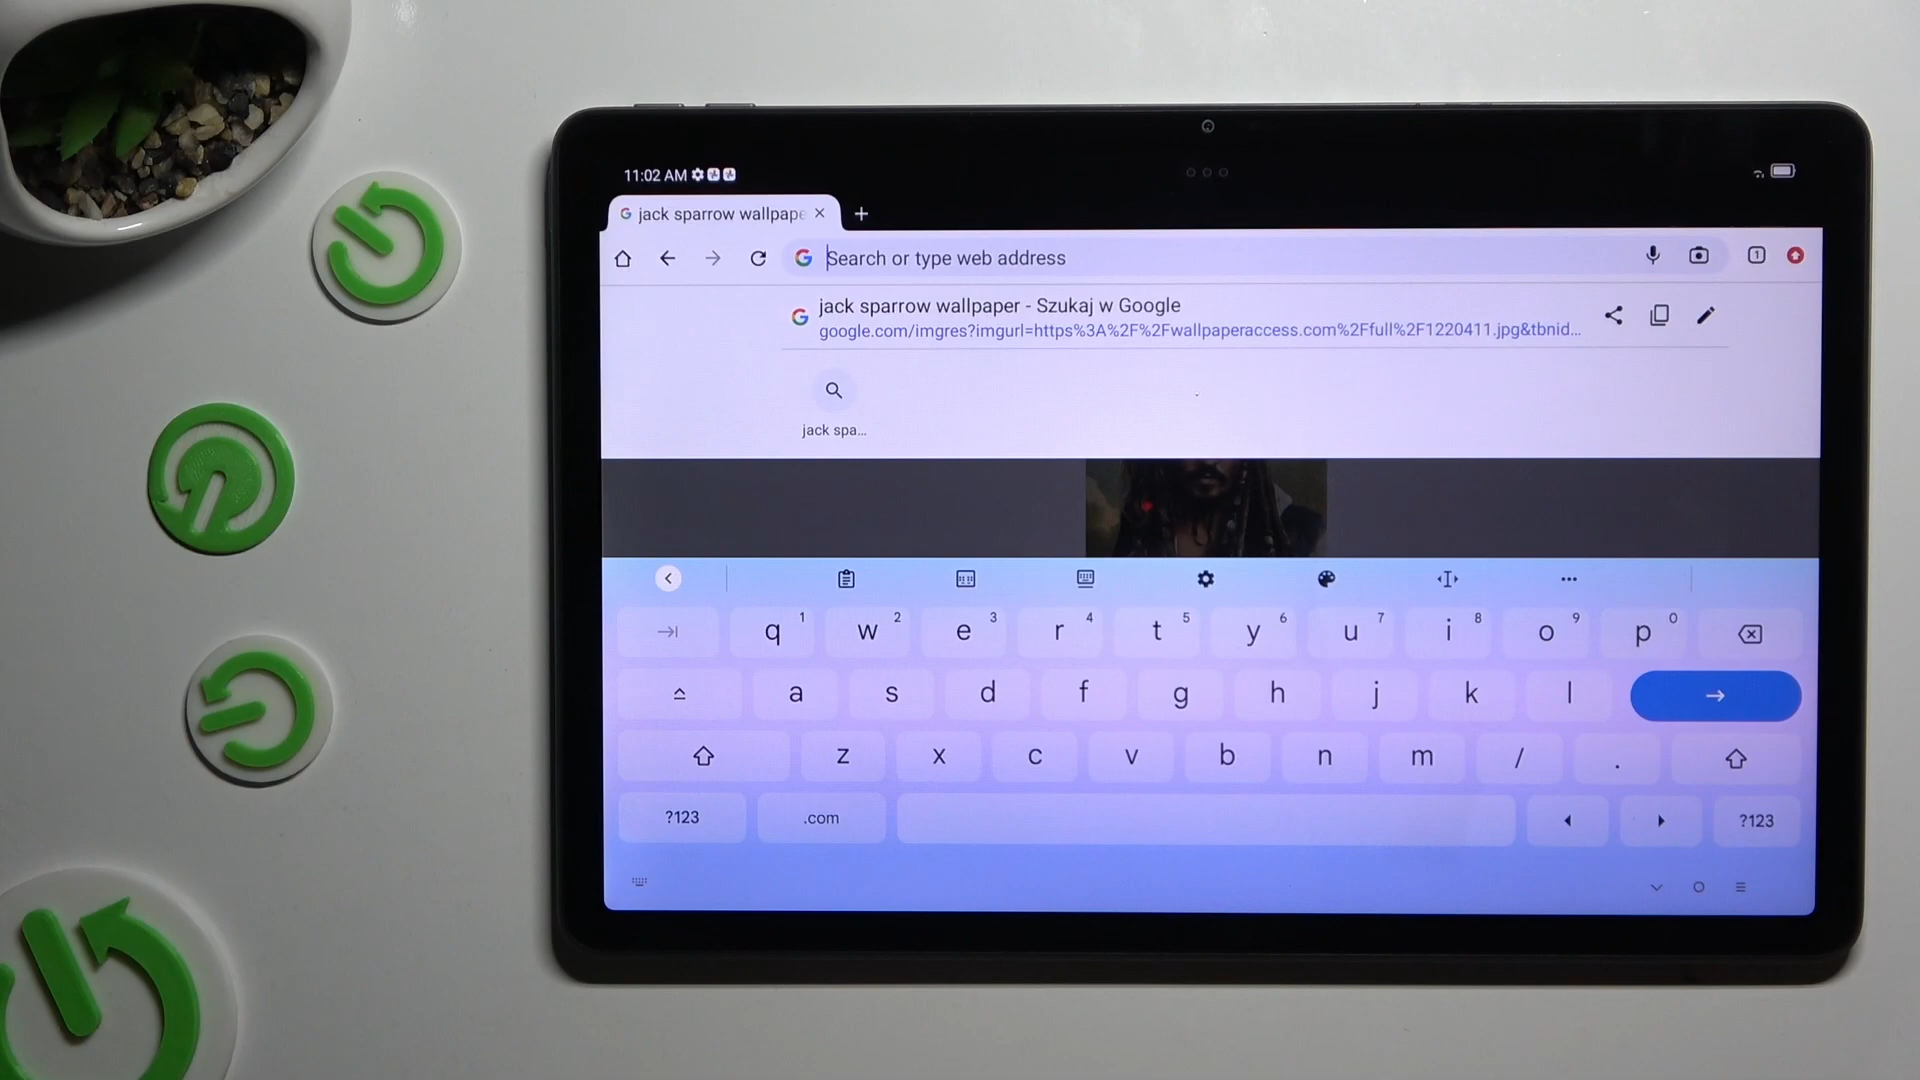 11:02 AM
jack sparrow wallpape
Search or type web address
1
jack sparrow wallpaper - Szukaj w Google
google.com/imgres?imgurl=https%3A%2F%2Fwallpaperaccess.com%2Ffull%2F1220411.jpg&tbnid...
jack spa...
q 1 w 2 e 3 r 4 t 5 y 6 u 7 i 8 o 9 p 0
a s d f g h j k l
z x c v b n m / .
?123 .com ?123